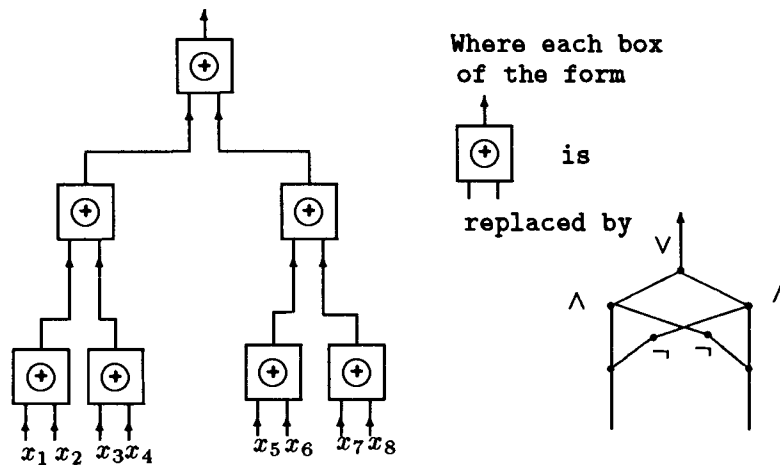 ⊕
Where each box
of the form
⊕
⊕
⊕
is
replaced by
∨
∧ ∧
¬ ¬
⊕ ⊕ ⊕ ⊕
x₁ x₂ x₃ x₄ x₅ x₆ x₇ x₈